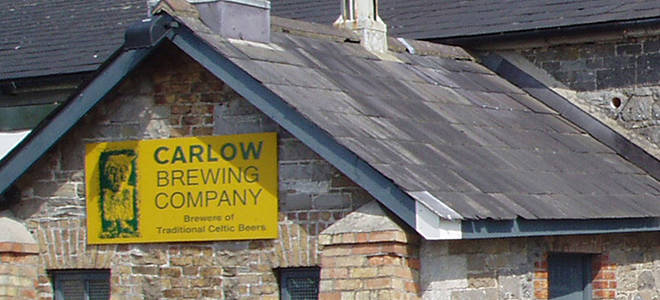 CARLOW
BREWING
COMPANY
Brewers of
Traditional Celtic Beers